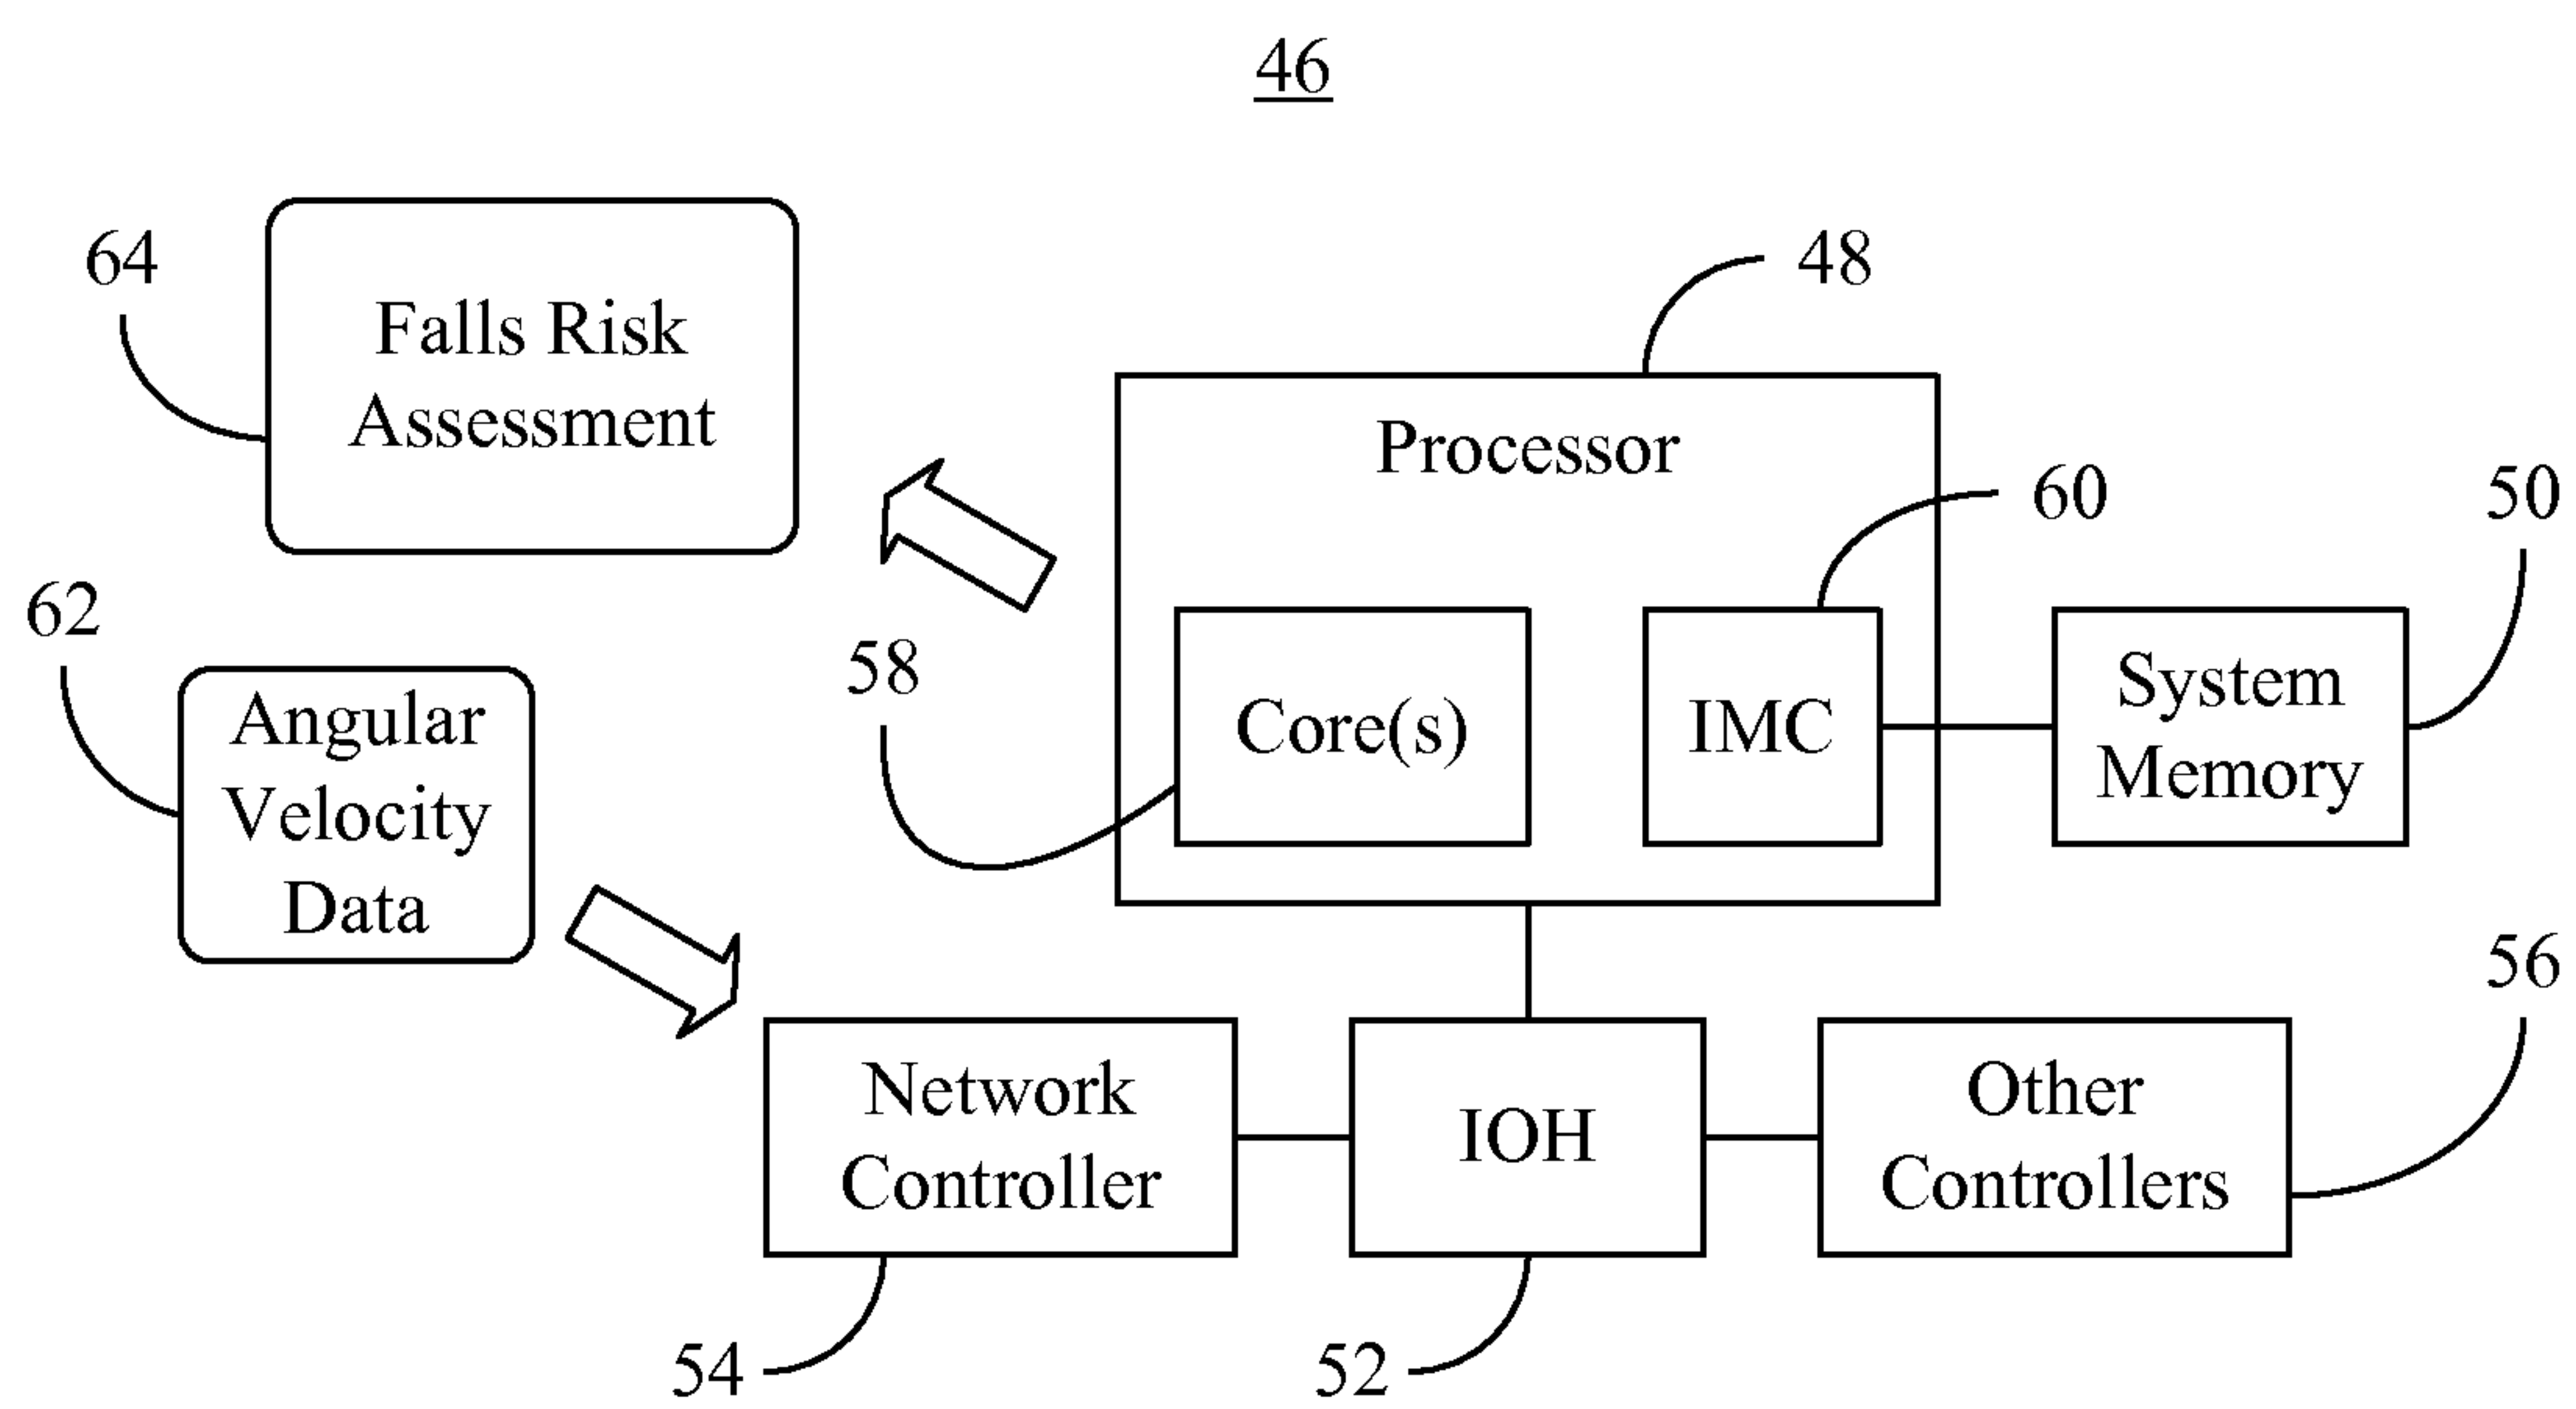 46
64
Falls Risk
Assessment
48
Processor
60
50
62
Angular
Velocity
Data
58
Core(s)
IMC
System
Memory
56
Network
Controller
IOH
Other
Controllers
54
52